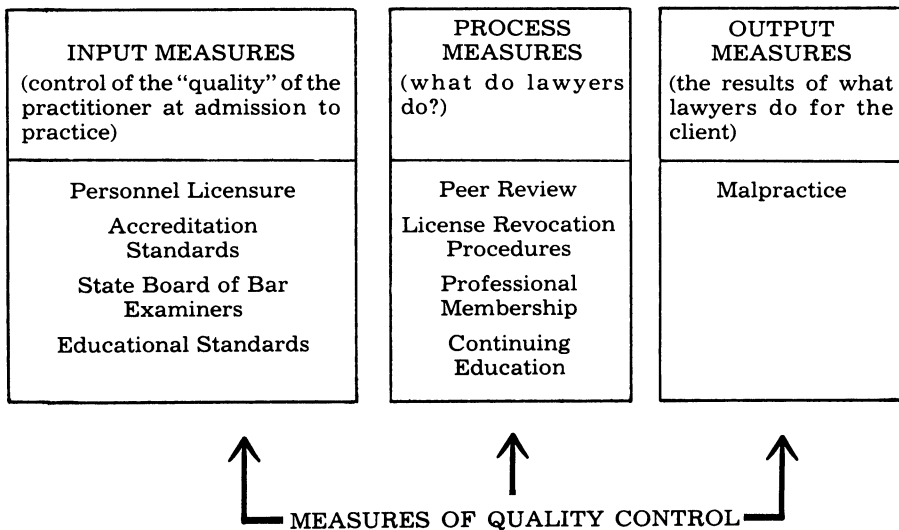 INPUT MEASURES
(control of the "quality" of the
practitioner at admission to
practice)
Personnel Licensure
Accreditation
Standards
State Board of Bar
Examiners
Educational Standards
PROCESS
MEASURES
(what do lawyers
do?)
Peer Review
License Revocation
Procedures
Professional
Membership
Continuing
Education
OUTPUT
MEASURES
(the results of what
lawyers do for the
client)
Malpractice
MEASURES OF QUALITY CONTROL